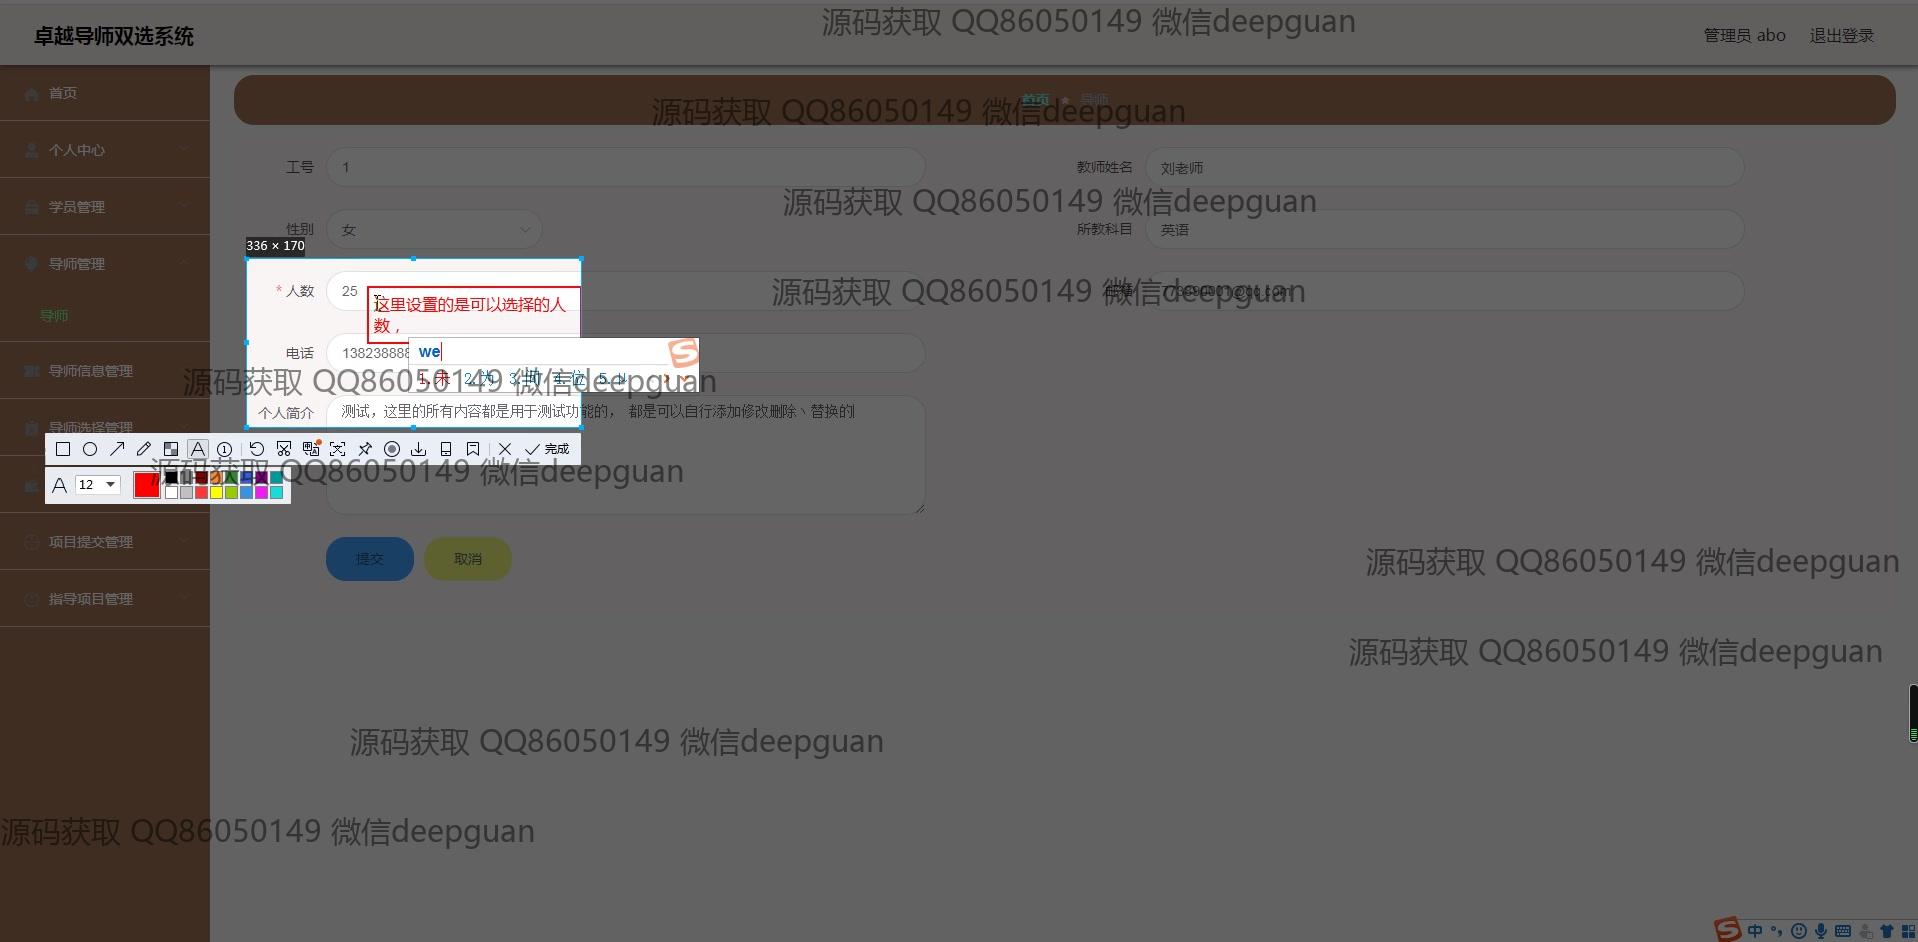 源码获取 QQ86050149 微信deepguan
卓越导师双选系统
管理员 abo
退出登录
首页
源码获取 QQ86050149 微信deepguan
首页
导师
个人中心
工号
1
教师姓名
刘老师
源码获取 QQ86050149 微信deepguan
学员管理
性别
女
所教科目
英语
336 × 170
导师管理
* 人数
25
源码获取 QQ86050149 微信deepguan
邮箱
这里设置的是可以选择的人
数，
导师
电话
138238888
we
导师信息管理
源码获取 QQ86050149 微信deepguan
个人简介
测试，这里的所有内容都是用于测试功能的， 都是可以自行添加修改删除丶替换的
导师选择管理
完成
源码获取 QQ86050149 微信deepguan
12
项目提交管理
提交
取消
源码获取 QQ86050149 微信deepguan
指导项目管理
源码获取 QQ86050149 微信deepguan
源码获取 QQ86050149 微信deepguan
源码获取 QQ86050149 微信deepguan
中